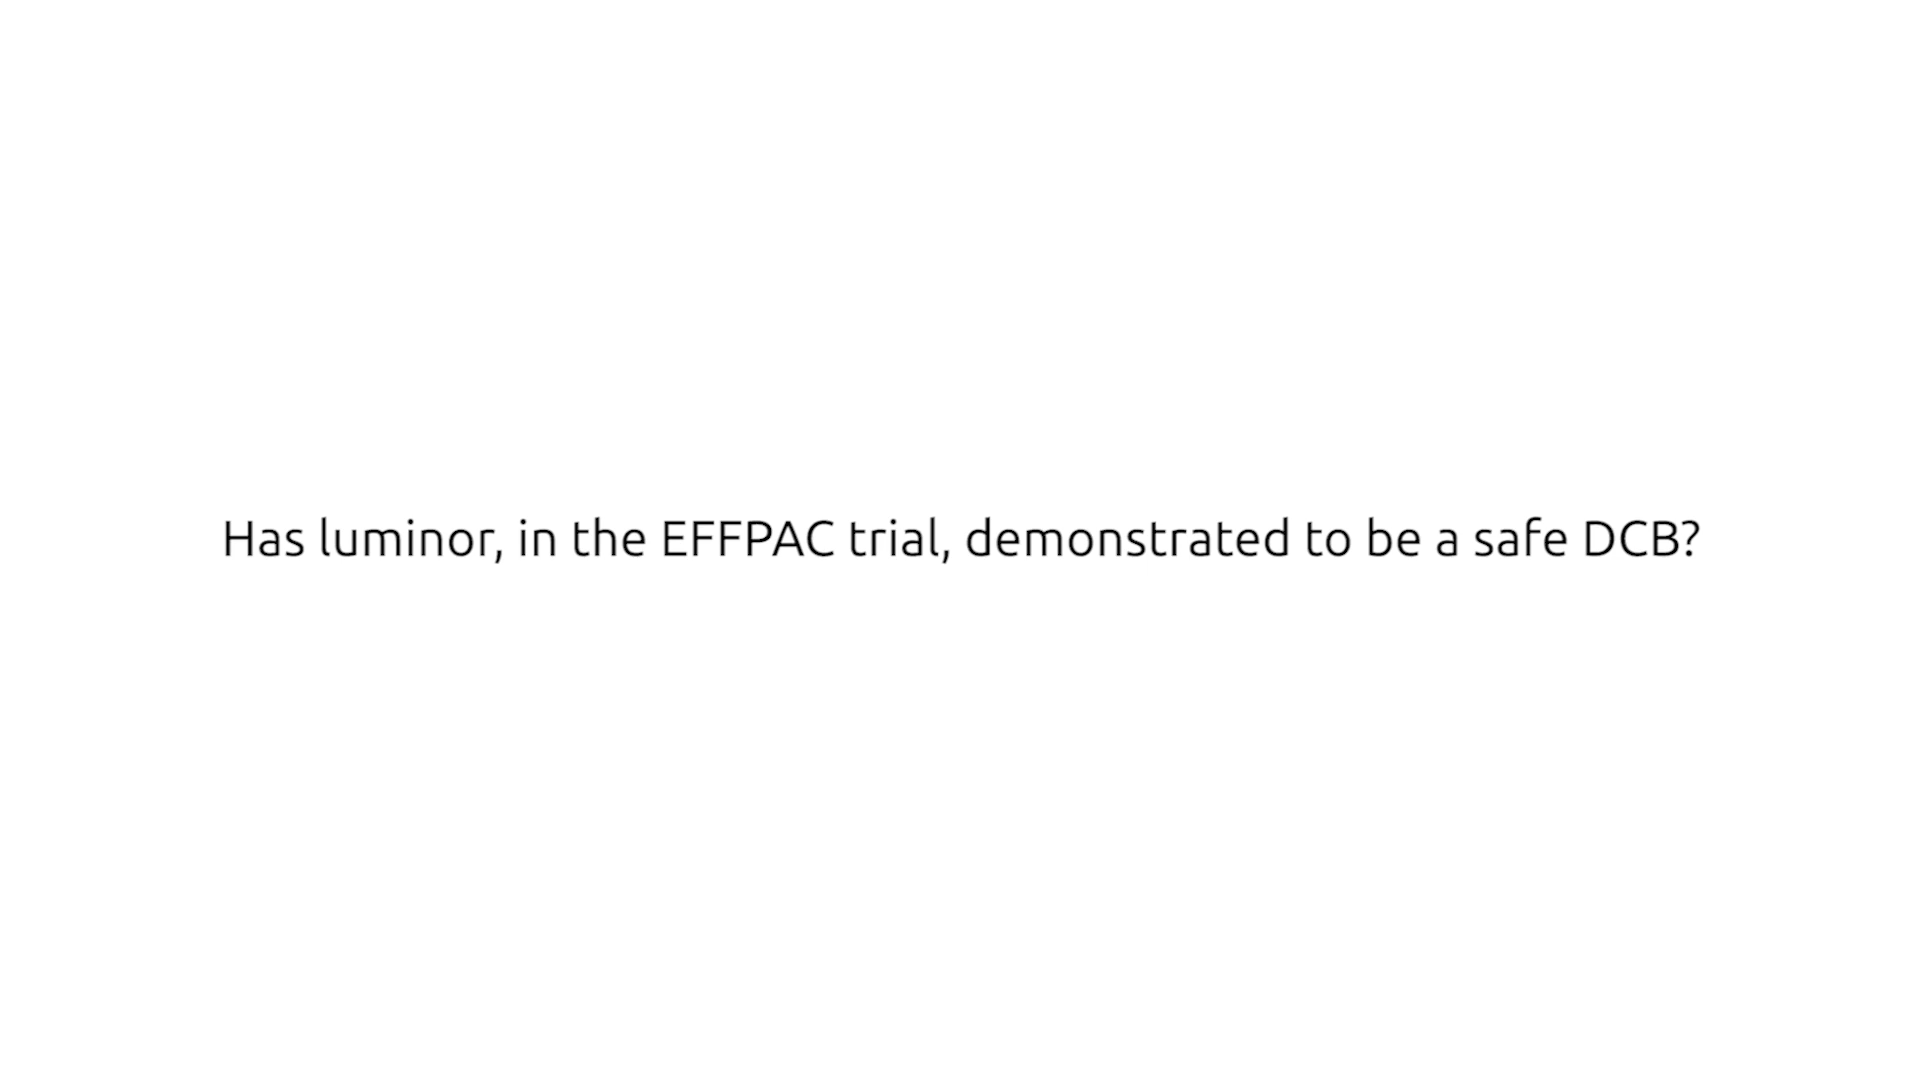 Has luminor, in the EFFPAC trial, demonstrated to be a safe DCB?